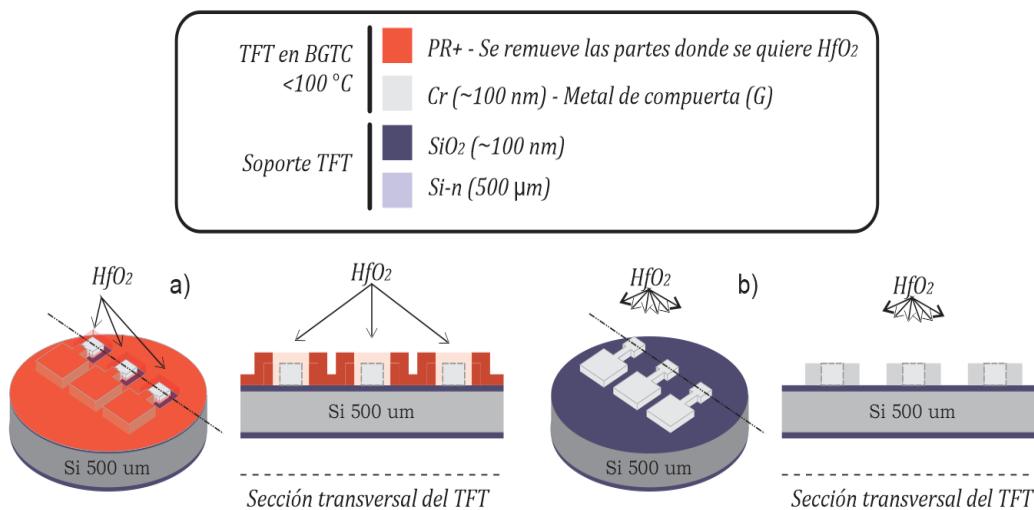 TFT en BGTC
<100 °C
PR+ - Se remueve las partes donde se quiere HfO₂
Cr (~100 nm) - Metal de compuerta (G)
Soporte TFT
SiO₂ (~100 nm)
Si-n (500 µm)
HfO₂
a)
HfO₂
HfO₂
b)
HfO₂
Si 500 um
Si 500 um
Si 500 um
Si 500 um
Sección transversal del TFT
Sección transversal del TFT